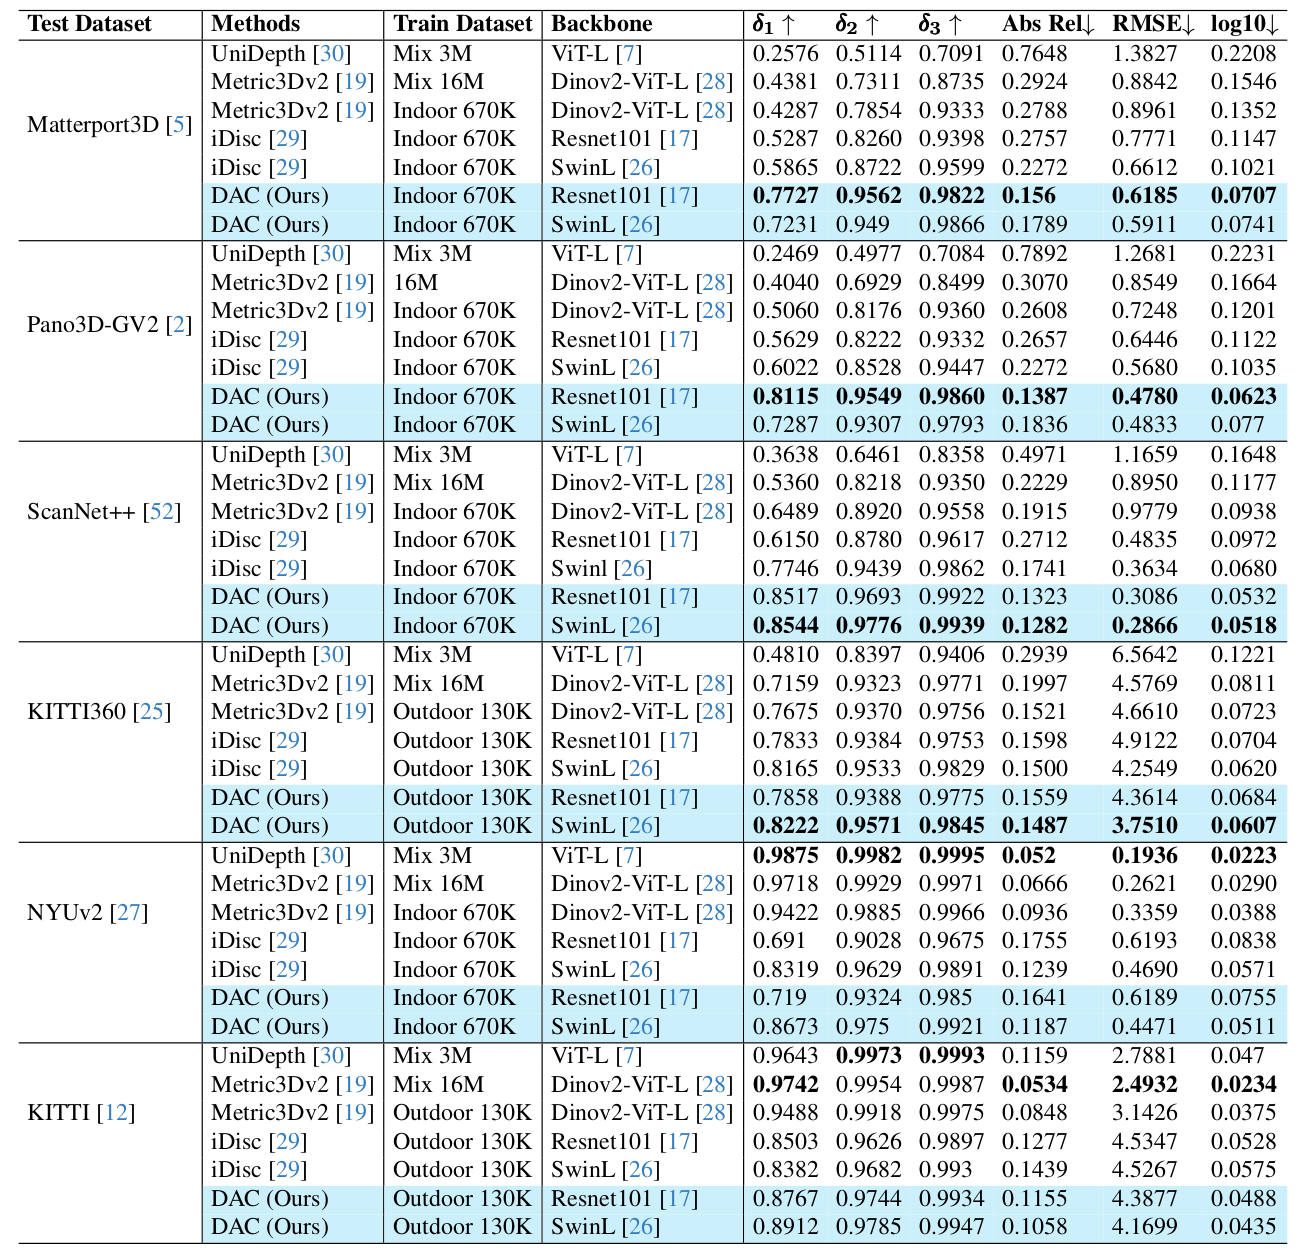 Test Dataset Methods Train Dataset Backbone δ1 ↑ δ2 ↑ δ3 ↑ Abs Rel↓ RMSE↓ log10↓
UniDepth [30] Mix 3M ViT-L [7] 0.2576 0.5114 0.7091 0.7648 1.3827 0.2208
Metric3Dv2 [19] Mix 16M Dinov2-ViT-L [28] 0.4381 0.7311 0.8735 0.2924 0.8842 0.1546
Metric3Dv2 [19] Indoor 670K Dinov2-ViT-L [28] 0.4287 0.7854 0.9333 0.2788 0.8961 0.1352
Matterport3D [5]
iDisc [29] Indoor 670K Resnet101 [17] 0.5287 0.8260 0.9398 0.2757 0.7771 0.1147
iDisc [29] Indoor 670K SwinL [26] 0.5865 0.8722 0.9599 0.2272 0.6612 0.1021
DAC (Ours) Indoor 670K Resnet101 [17] 0.7727 0.9562 0.9822 0.156 0.6185 0.0707
DAC (Ours) Indoor 670K SwinL [26] 0.7231 0.949 0.9866 0.1789 0.5911 0.0741
UniDepth [30] Mix 3M ViT-L [7] 0.2469 0.4977 0.7084 0.7892 1.2681 0.2231
Metric3Dv2 [19] 16M Dinov2-ViT-L [28] 0.4040 0.6929 0.8499 0.3070 0.8549 0.1664
Metric3Dv2 [19] Indoor 670K Dinov2-ViT-L [28] 0.5060 0.8176 0.9360 0.2608 0.7248 0.1201
Pano3D-GV2 [2]
iDisc [29] Indoor 670K Resnet101 [17] 0.5629 0.8222 0.9332 0.2657 0.6446 0.1122
iDisc [29] Indoor 670K SwinL [26] 0.6022 0.8528 0.9447 0.2272 0.5680 0.1035
DAC (Ours) Indoor 670K Resnet101 [17] 0.8115 0.9549 0.9860 0.1387 0.4780 0.0623
DAC (Ours) Indoor 670K SwinL [26] 0.7287 0.9307 0.9793 0.1836 0.4833 0.077
UniDepth [30] Mix 3M ViT-L [7] 0.3638 0.6461 0.8358 0.4971 1.1659 0.1648
Metric3Dv2 [19] Mix 16M Dinov2-ViT-L [28] 0.5360 0.8218 0.9350 0.2229 0.8950 0.1177
ScanNet++ [52] Metric3Dv2 [19] Indoor 670K Dinov2-ViT-L [28] 0.6489 0.8920 0.9558 0.1915 0.9779 0.0938
iDisc [29] Indoor 670K Resnet101 [17] 0.6150 0.8780 0.9617 0.2712 0.4835 0.0972
iDisc [29] Indoor 670K Swinl [26] 0.7746 0.9439 0.9862 0.1741 0.3634 0.0680
DAC (Ours) Indoor 670K Resnet101 [17] 0.8517 0.9693 0.9922 0.1323 0.3086 0.0532
DAC (Ours) Indoor 670K SwinL [26] 0.8544 0.9776 0.9939 0.1282 0.2866 0.0518
UniDepth [30] Mix 3M ViT-L [7] 0.4810 0.8397 0.9406 0.2939 6.5642 0.1221
Metric3Dv2 [19] Mix 16M Dinov2-ViT-L [28] 0.7159 0.9323 0.9771 0.1997 4.5769 0.0811
KITTI360 [25] Metric3Dv2 [19] Outdoor 130K Dinov2-ViT-L [28] 0.7675 0.9370 0.9756 0.1521 4.6610 0.0723
iDisc [29] Outdoor 130K Resnet101 [17] 0.7833 0.9384 0.9753 0.1598 4.9122 0.0704
iDisc [29] Outdoor 130K SwinL [26] 0.8165 0.9533 0.9829 0.1500 4.2549 0.0620
DAC (Ours) Outdoor 130K Resnet101 [17] 0.7858 0.9388 0.9775 0.1559 4.3614 0.0684
DAC (Ours) Outdoor 130K SwinL [26] 0.8222 0.9571 0.9845 0.1487 3.7510 0.0607
UniDepth [30] Mix 3M ViT-L [7] 0.9875 0.9982 0.9995 0.052 0.1936 0.0223
Metric3Dv2 [19] Mix 16M Dinov2-ViT-L [28] 0.9718 0.9929 0.9971 0.0666 0.2621 0.0290
NYUv2 [27] Metric3Dv2 [19] Indoor 670K Dinov2-ViT-L [28] 0.9422 0.9885 0.9966 0.0936 0.3359 0.0388
iDisc [29] Indoor 670K Resnet101 [17] 0.691 0.9028 0.9675 0.1755 0.6193 0.0838
iDisc [29] Indoor 670K SwinL [26] 0.8319 0.9629 0.9891 0.1239 0.4690 0.0571
DAC (Ours) Indoor 670K Resnet101 [17] 0.719 0.9324 0.985 0.1641 0.6189 0.0755
DAC (Ours) Indoor 670K SwinL [26] 0.8673 0.975 0.9921 0.1187 0.4471 0.0511
UniDepth [30] Mix 3M ViT-L [7] 0.9643 0.9973 0.9993 0.1159 2.7881 0.047
Metric3Dv2 [19] Mix 16M Dinov2-ViT-L [28] 0.9742 0.9954 0.9987 0.0534 2.4932 0.0234
KITTI [12] Metric3Dv2 [19] Outdoor 130K Dinov2-ViT-L [28] 0.9488 0.9918 0.9975 0.0848 3.1426 0.0375
iDisc [29] Outdoor 130K Resnet101 [17] 0.8503 0.9626 0.9897 0.1277 4.5347 0.0528
iDisc [29] Outdoor 130K SwinL [26] 0.8382 0.9682 0.993 0.1439 4.5267 0.0575
DAC (Ours) Outdoor 130K Resnet101 [17] 0.8767 0.9744 0.9934 0.1155 4.3877 0.0488
DAC (Ours) Outdoor 130K SwinL [26] 0.8912 0.9785 0.9947 0.1058 4.1699 0.0435